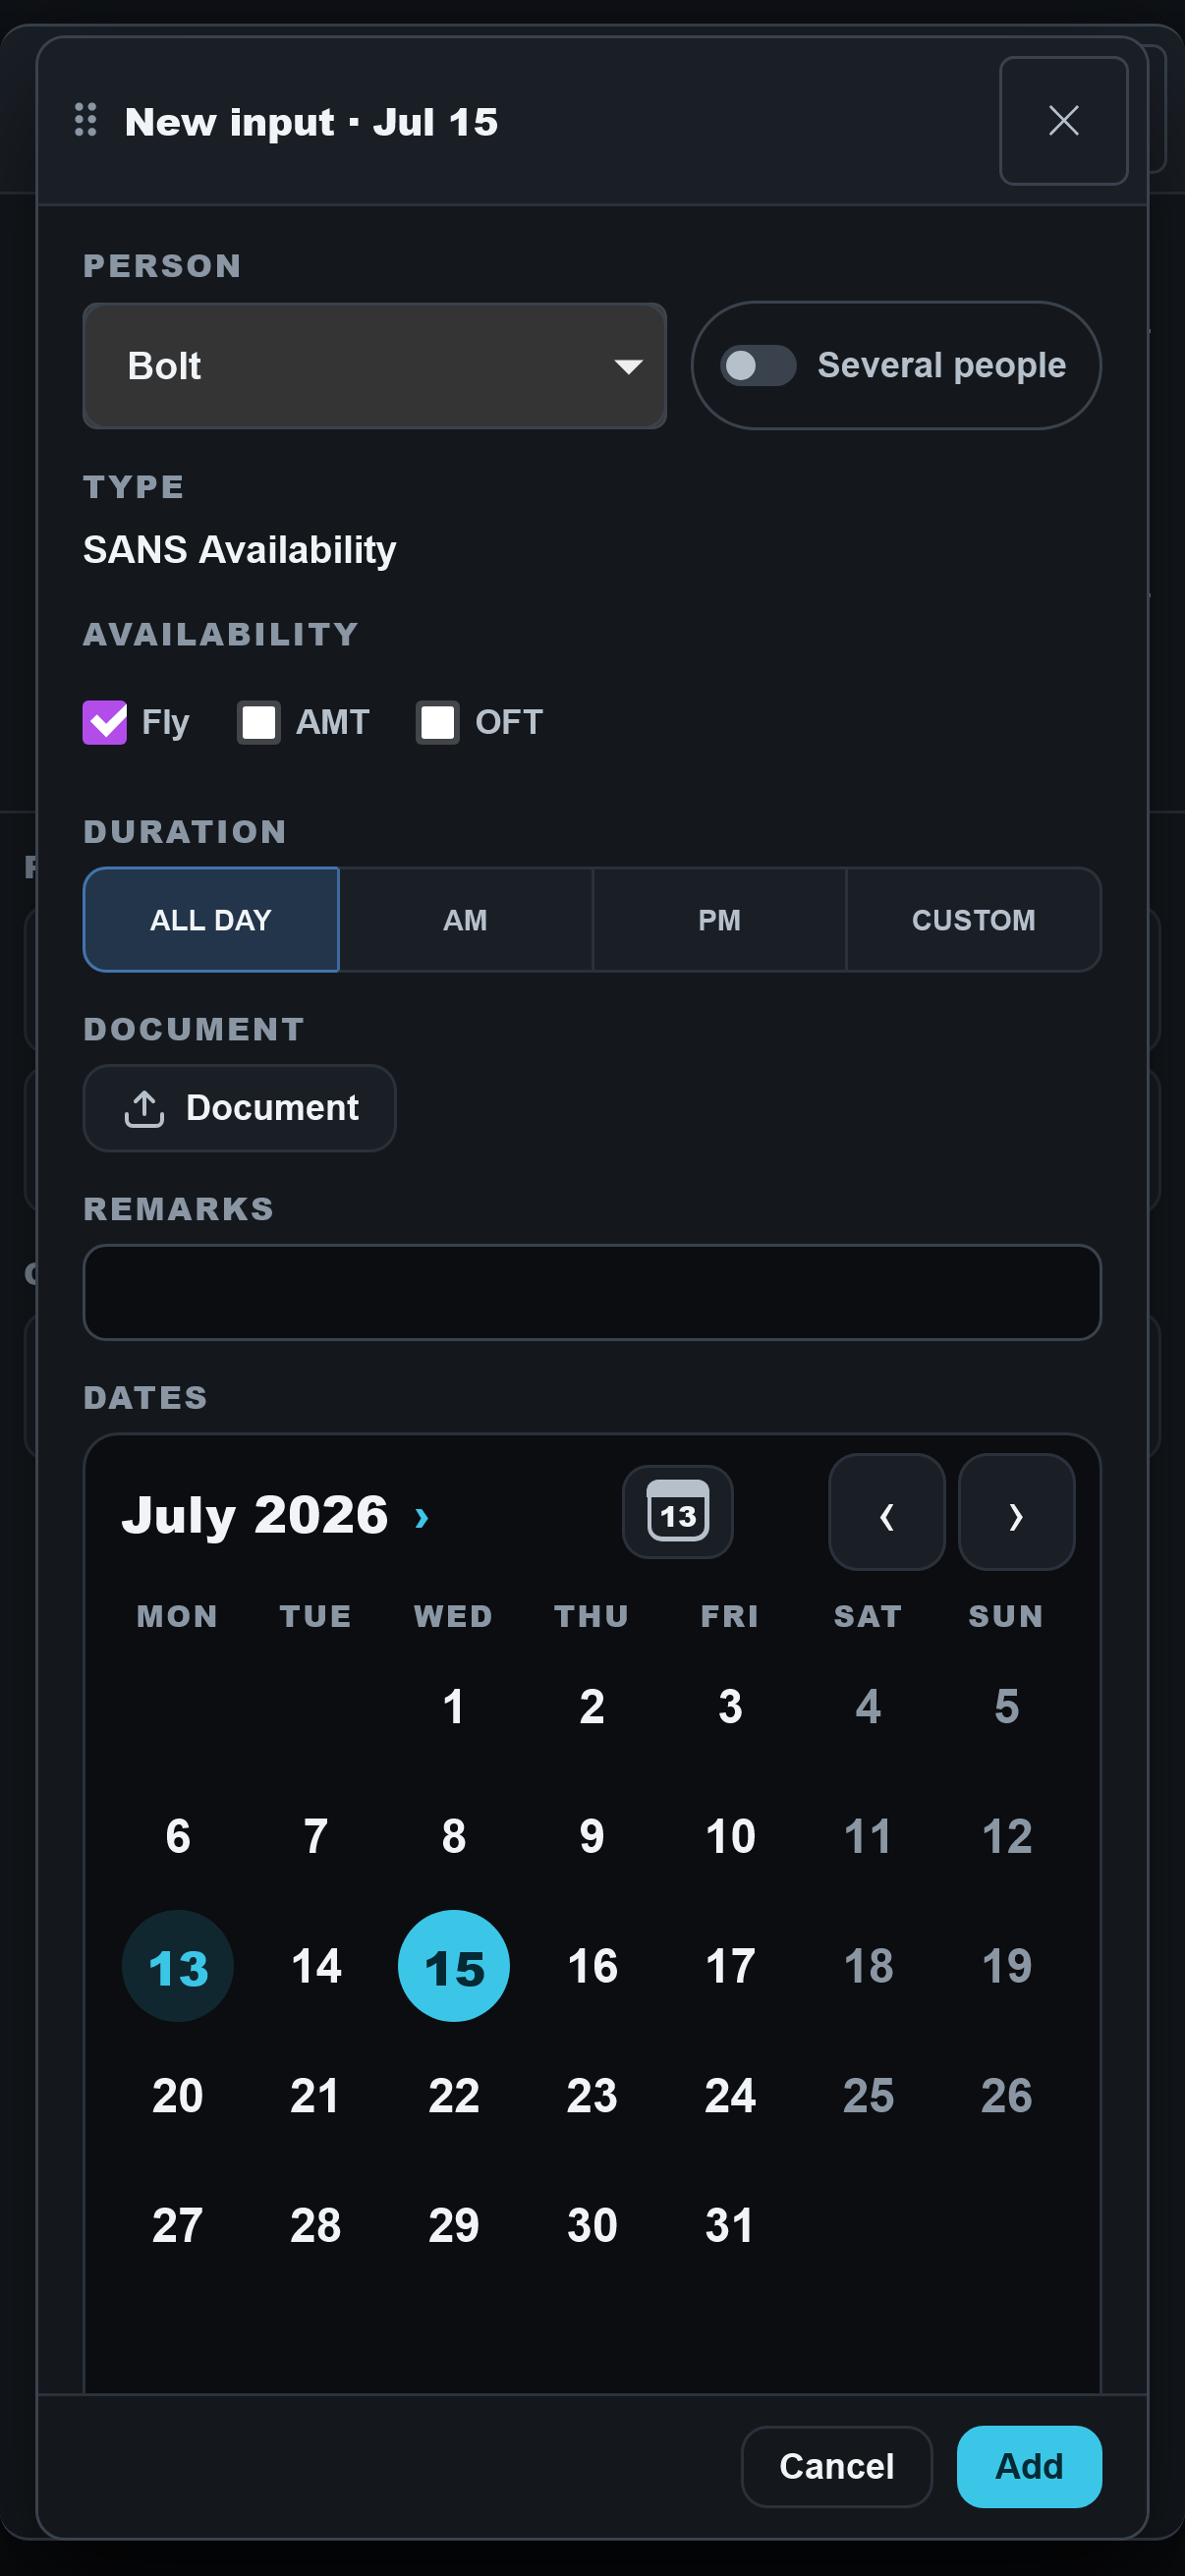 New input · Jul 15
PERSON
Bolt
Several people
TYPE
SANS Availability
AVAILABILITY
Fly AMT OFT
DURATION
ALL DAY AM PM CUSTOM
DOCUMENT
Document
REMARKS
DATES
July 2026 ›
13
‹ ›
MON TUE WED THU FRI SAT SUN
1 2 3 4 5
6 7 8 9 10 11 12
13 14 15 16 17 18 19
20 21 22 23 24 25 26
27 28 29 30 31
Cancel Add